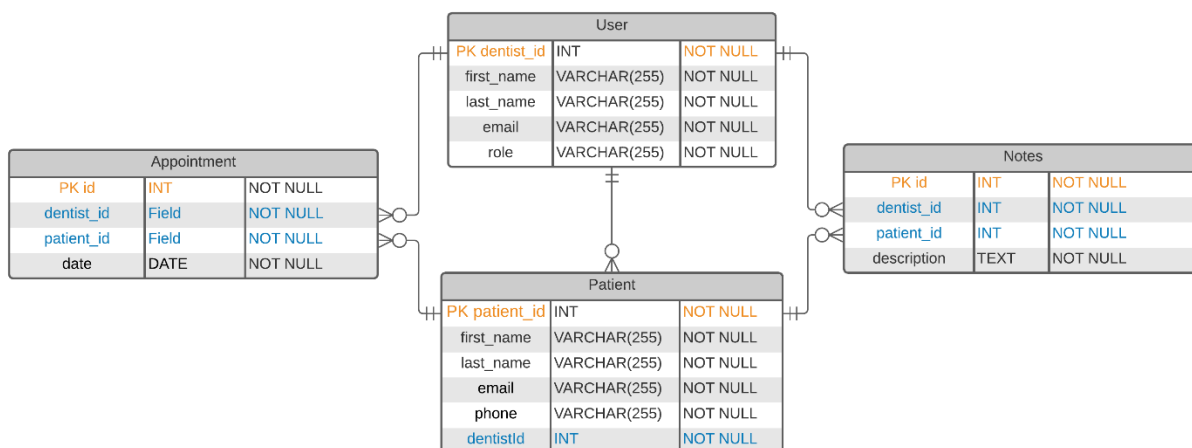 User
PK dentist_id INT NOT NULL
first_name VARCHAR(255) NOT NULL
last_name VARCHAR(255) NOT NULL
email VARCHAR(255) NOT NULL
role VARCHAR(255) NOT NULL
Appointment
PK id INT NOT NULL
dentist_id Field NOT NULL
patient_id Field NOT NULL
date DATE NOT NULL
Notes
PK id INT NOT NULL
dentist_id INT NOT NULL
patient_id INT NOT NULL
description TEXT NOT NULL
Patient
PK patient_id INT NOT NULL
first_name VARCHAR(255) NOT NULL
last_name VARCHAR(255) NOT NULL
email VARCHAR(255) NOT NULL
phone VARCHAR(255) NOT NULL
dentistId INT NOT NULL